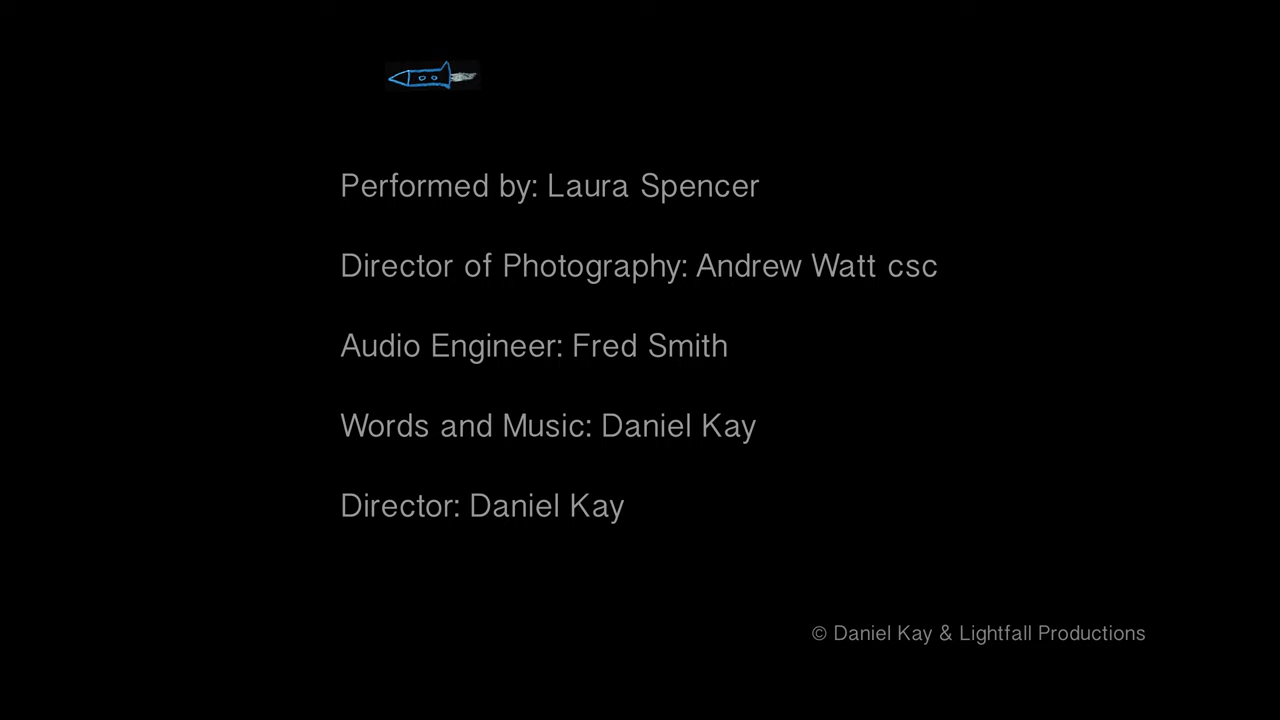 Performed by: Laura Spencer
Director of Photography: Andrew Watt csc
Audio Engineer: Fred Smith
Words and Music: Daniel Kay
Director: Daniel Kay
© Daniel Kay & Lightfall Productions